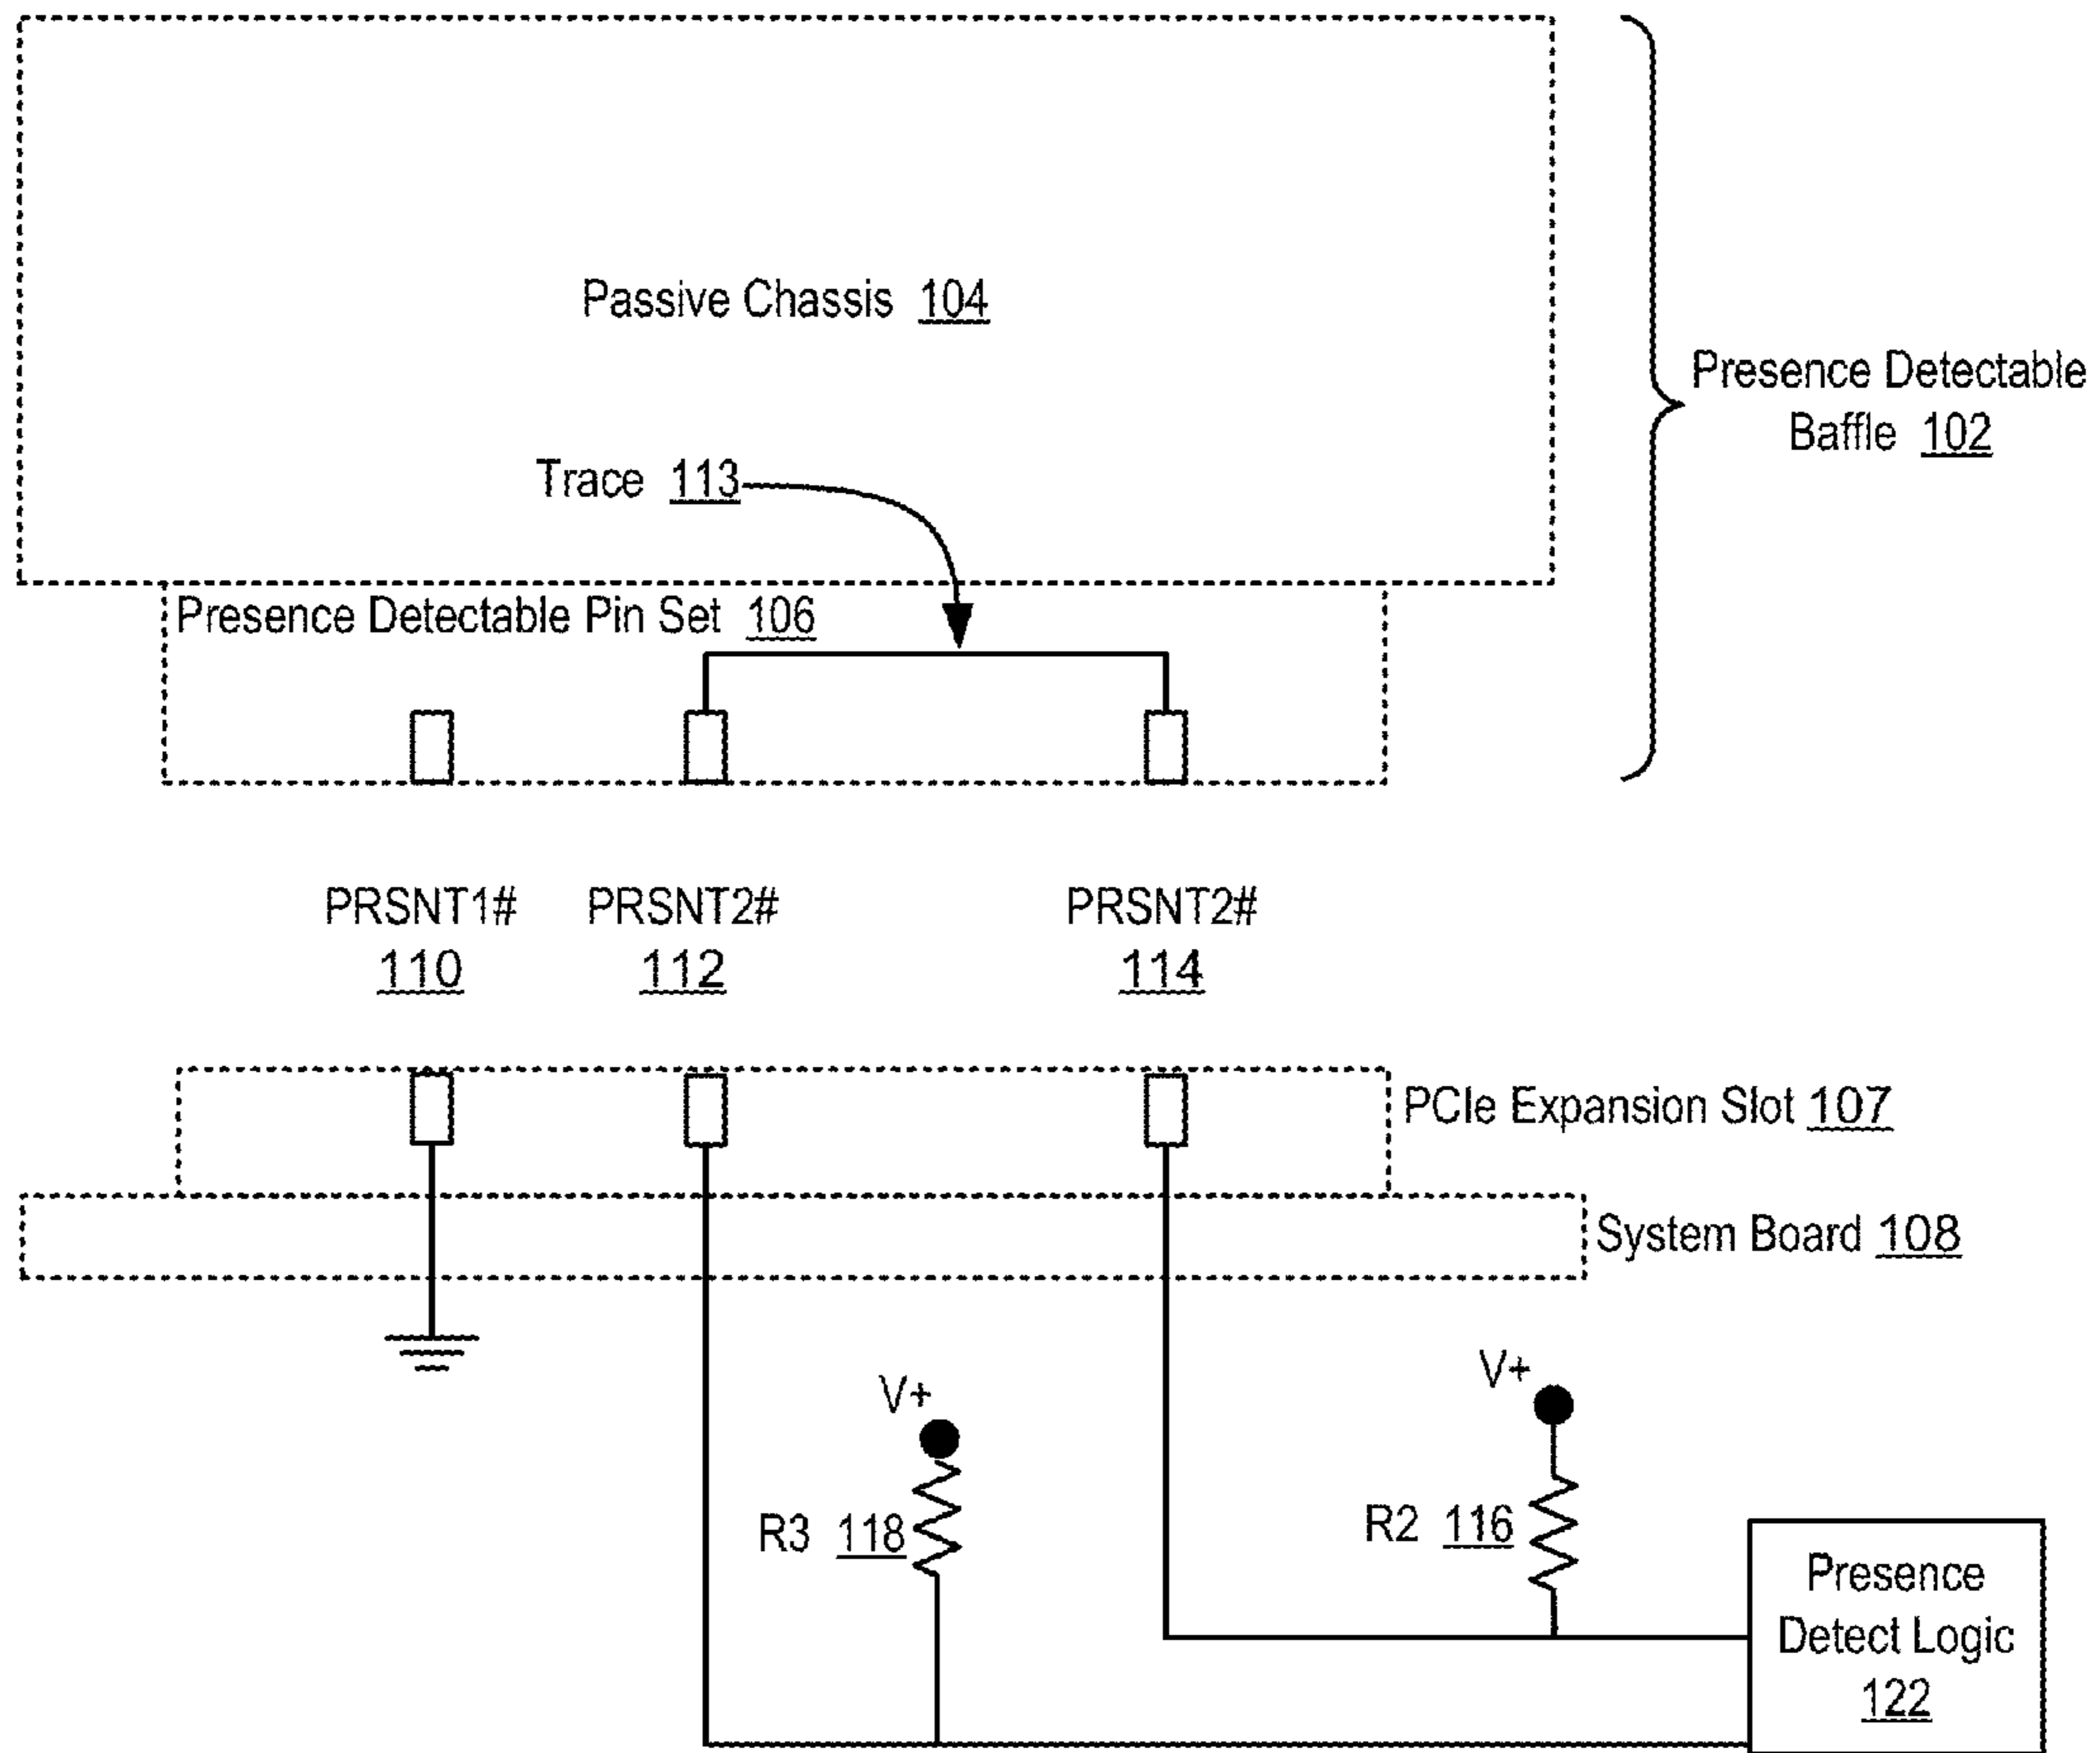 Passive Chassis 104
Presence Detectable
Baffle 102
Trace 113
Presence Detectable Pin Set 106
PRSNT1# PRSNT2# PRSNT2#
110 112 114
PCIe Expansion Slot 107
System Board 108
V+
V+
R3 118
R2 116
Presence
Detect Logic
122